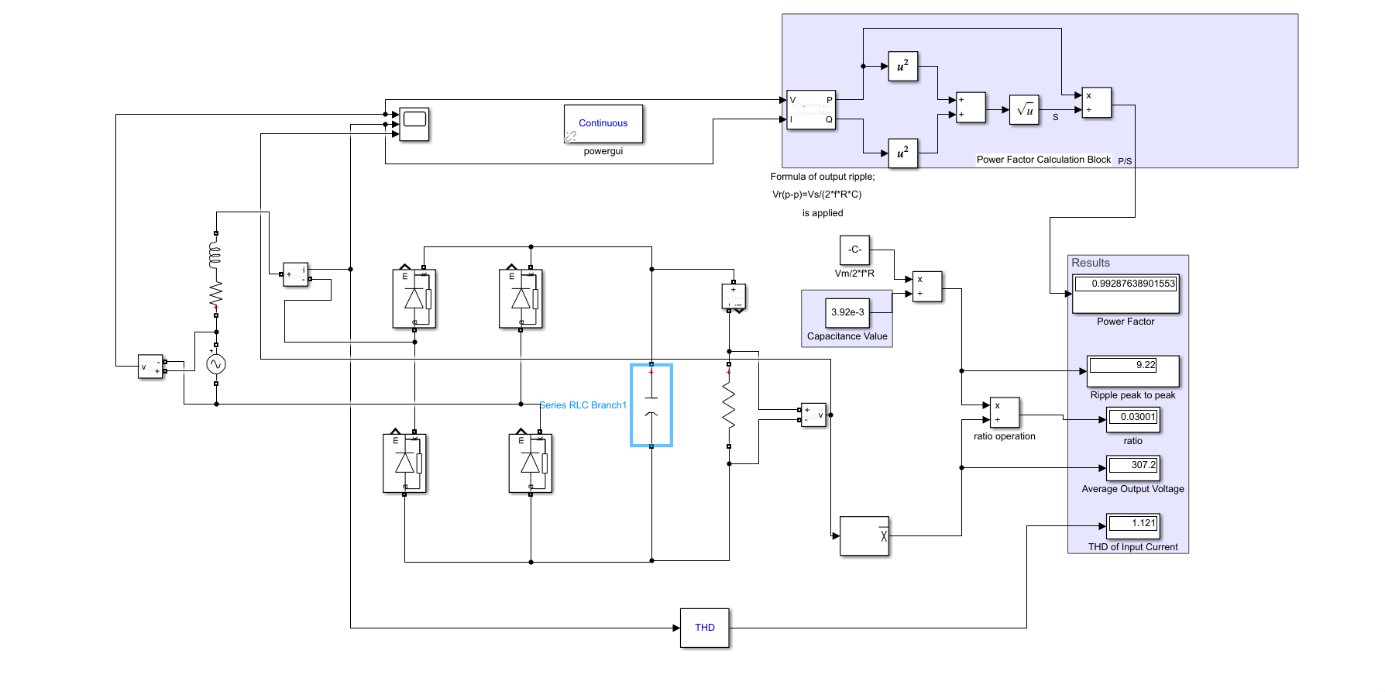 V
P
I
Q
u²
u²
+
+
√u
S
x
÷
Power Factor Calculation Block
P/S
Continuous
powergui
Formula of output ripple;
Vr(p-p)=Vs/(2*f*R*C)
is applied
-C-
Vm/2*f*R
3.92e-3
Capacitance Value
x
÷
Results
0.99287638901553
Power Factor
9.22
Ripple peak to peak
x
÷
ratio operation
0.03001
ratio
307.2
Average Output Voltage
1.121
THD of Input Current
+
-
i
v
-
+
m
k
a
m
k
a
m
k
a
m
k
a
Series RLC Branch1
+
+
-
+
+
-
v
THD